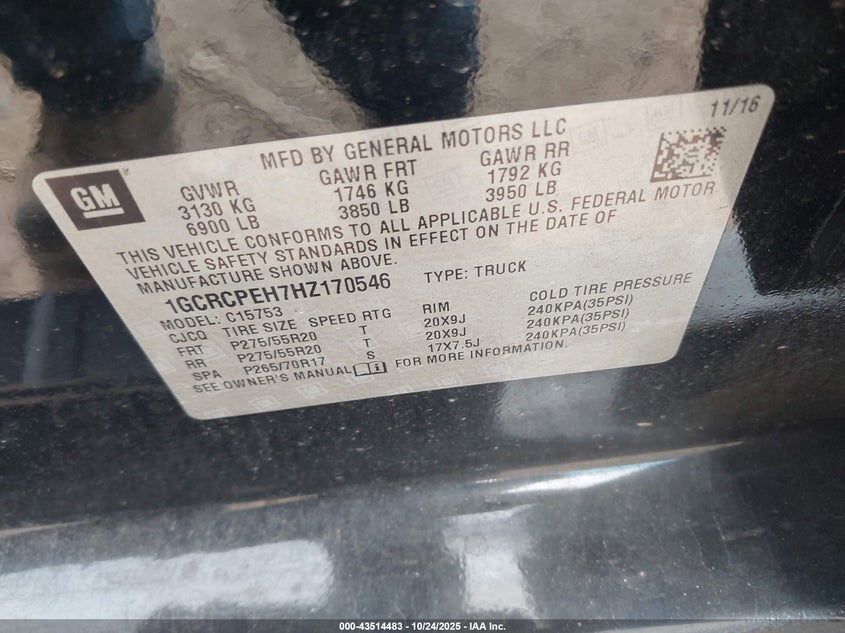 11/16
MFD BY GENERAL MOTORS LLC
GM
GVWR GAWR FRT GAWR RR
3130 KG 1746 KG 1792 KG
6900 LB 3850 LB 3950 LB
THIS VEHICLE CONFORMS TO ALL APPLICABLE U.S. FEDERAL MOTOR
VEHICLE SAFETY STANDARDS IN EFFECT ON THE DATE OF
MANUFACTURE SHOWN ABOVE.
1GCRCPEH7HZ170546 TYPE: TRUCK
MODEL: C15753
CJCQ TIRE SIZE SPEED RTG RIM COLD TIRE PRESSURE
FRT P275/55R20 T 20X9J 240KPA(35PSI)
RR P275/55R20 T 20X9J 240KPA(35PSI)
SPA P265/70R17 S 17X7.5J 240KPA(35PSI)
SEE OWNER'S MANUAL i FOR MORE INFORMATION.
000-43514483 - 10/24/2025 - IAA Inc.